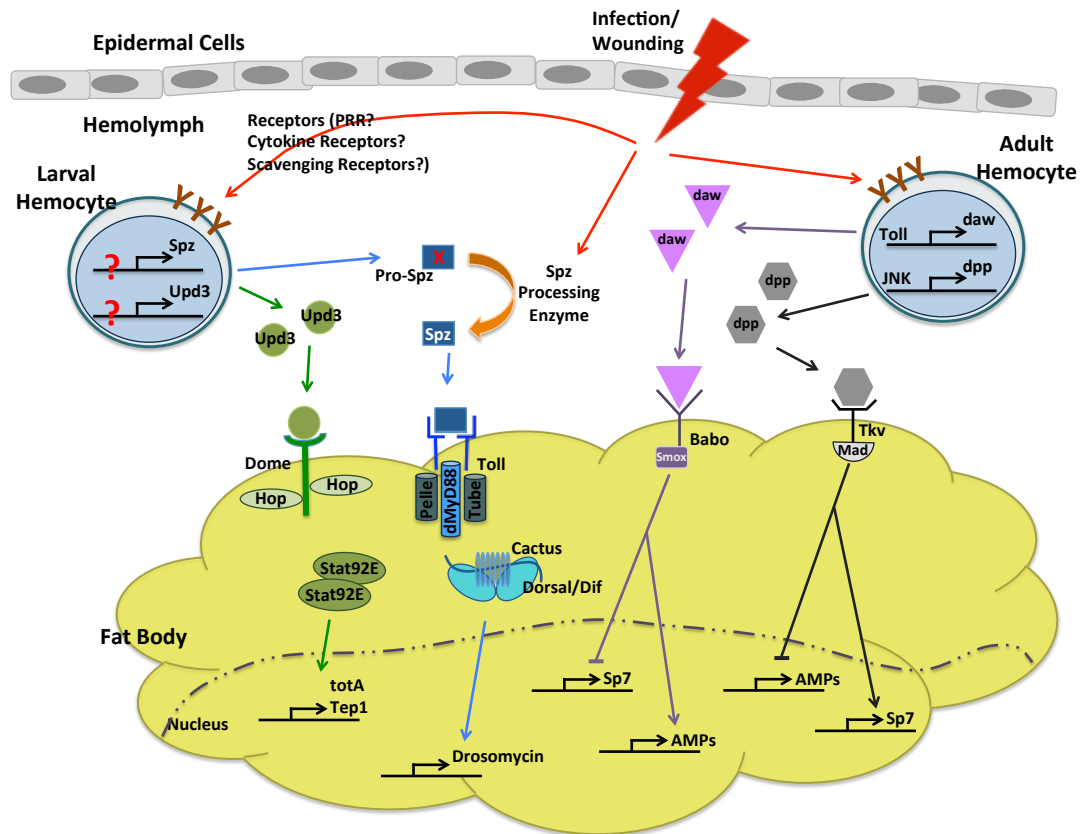 Infection/
Wounding
Epidermal Cells
Hemolymph
Receptors (PRR?
Cytokine Receptors?
Scavenging Receptors?)
Adult
Hemocyte
Larval
Hemocyte
Spz
?
Upd3
?
Toll
daw
JNK
dpp
daw
daw
dpp
dpp
Pro-Spz
X
Spz
Processing
Enzyme
Spz
Upd3
Upd3
Dome
Hop
Hop
Toll
Pelle
dMyD88
Tube
Babo
Smox
Tkv
Mad
Cactus
Dorsal/Dif
Stat92E
Stat92E
Fat Body
Nucleus
totA
Tep1
Drosomycin
Sp7
AMPs
AMPs
Sp7